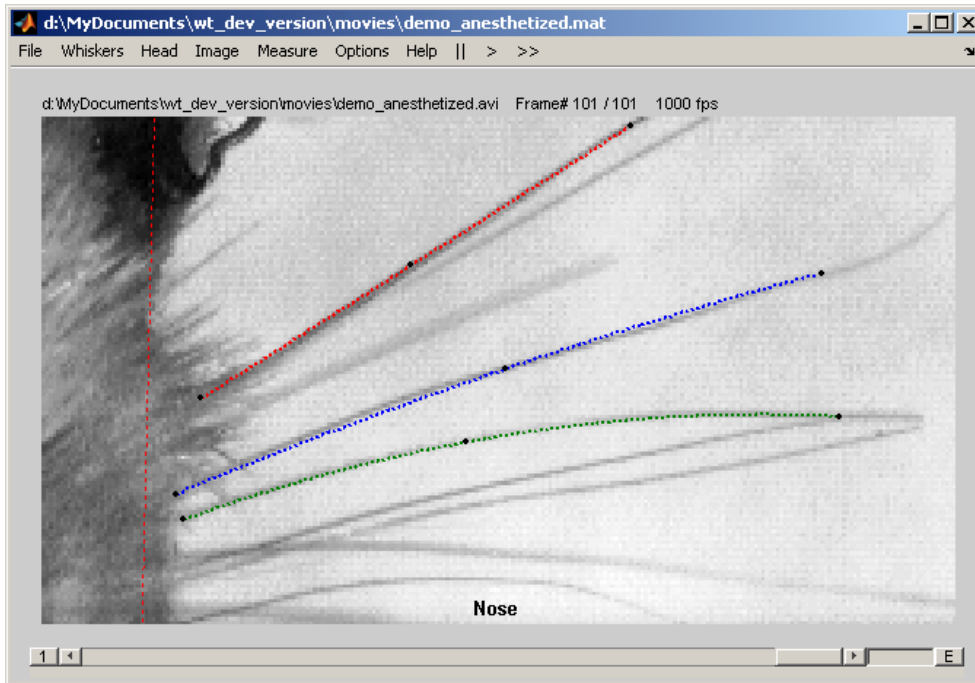 d:\MyDocuments\wt_dev_version\movies\demo_anesthetized.mat
File Whiskers Head Image Measure Options Help || > >>
d:\MyDocuments\wt_dev_version\movies\demo_anesthetized.avi Frame# 101 / 101 1000 fps
Nose
1 E